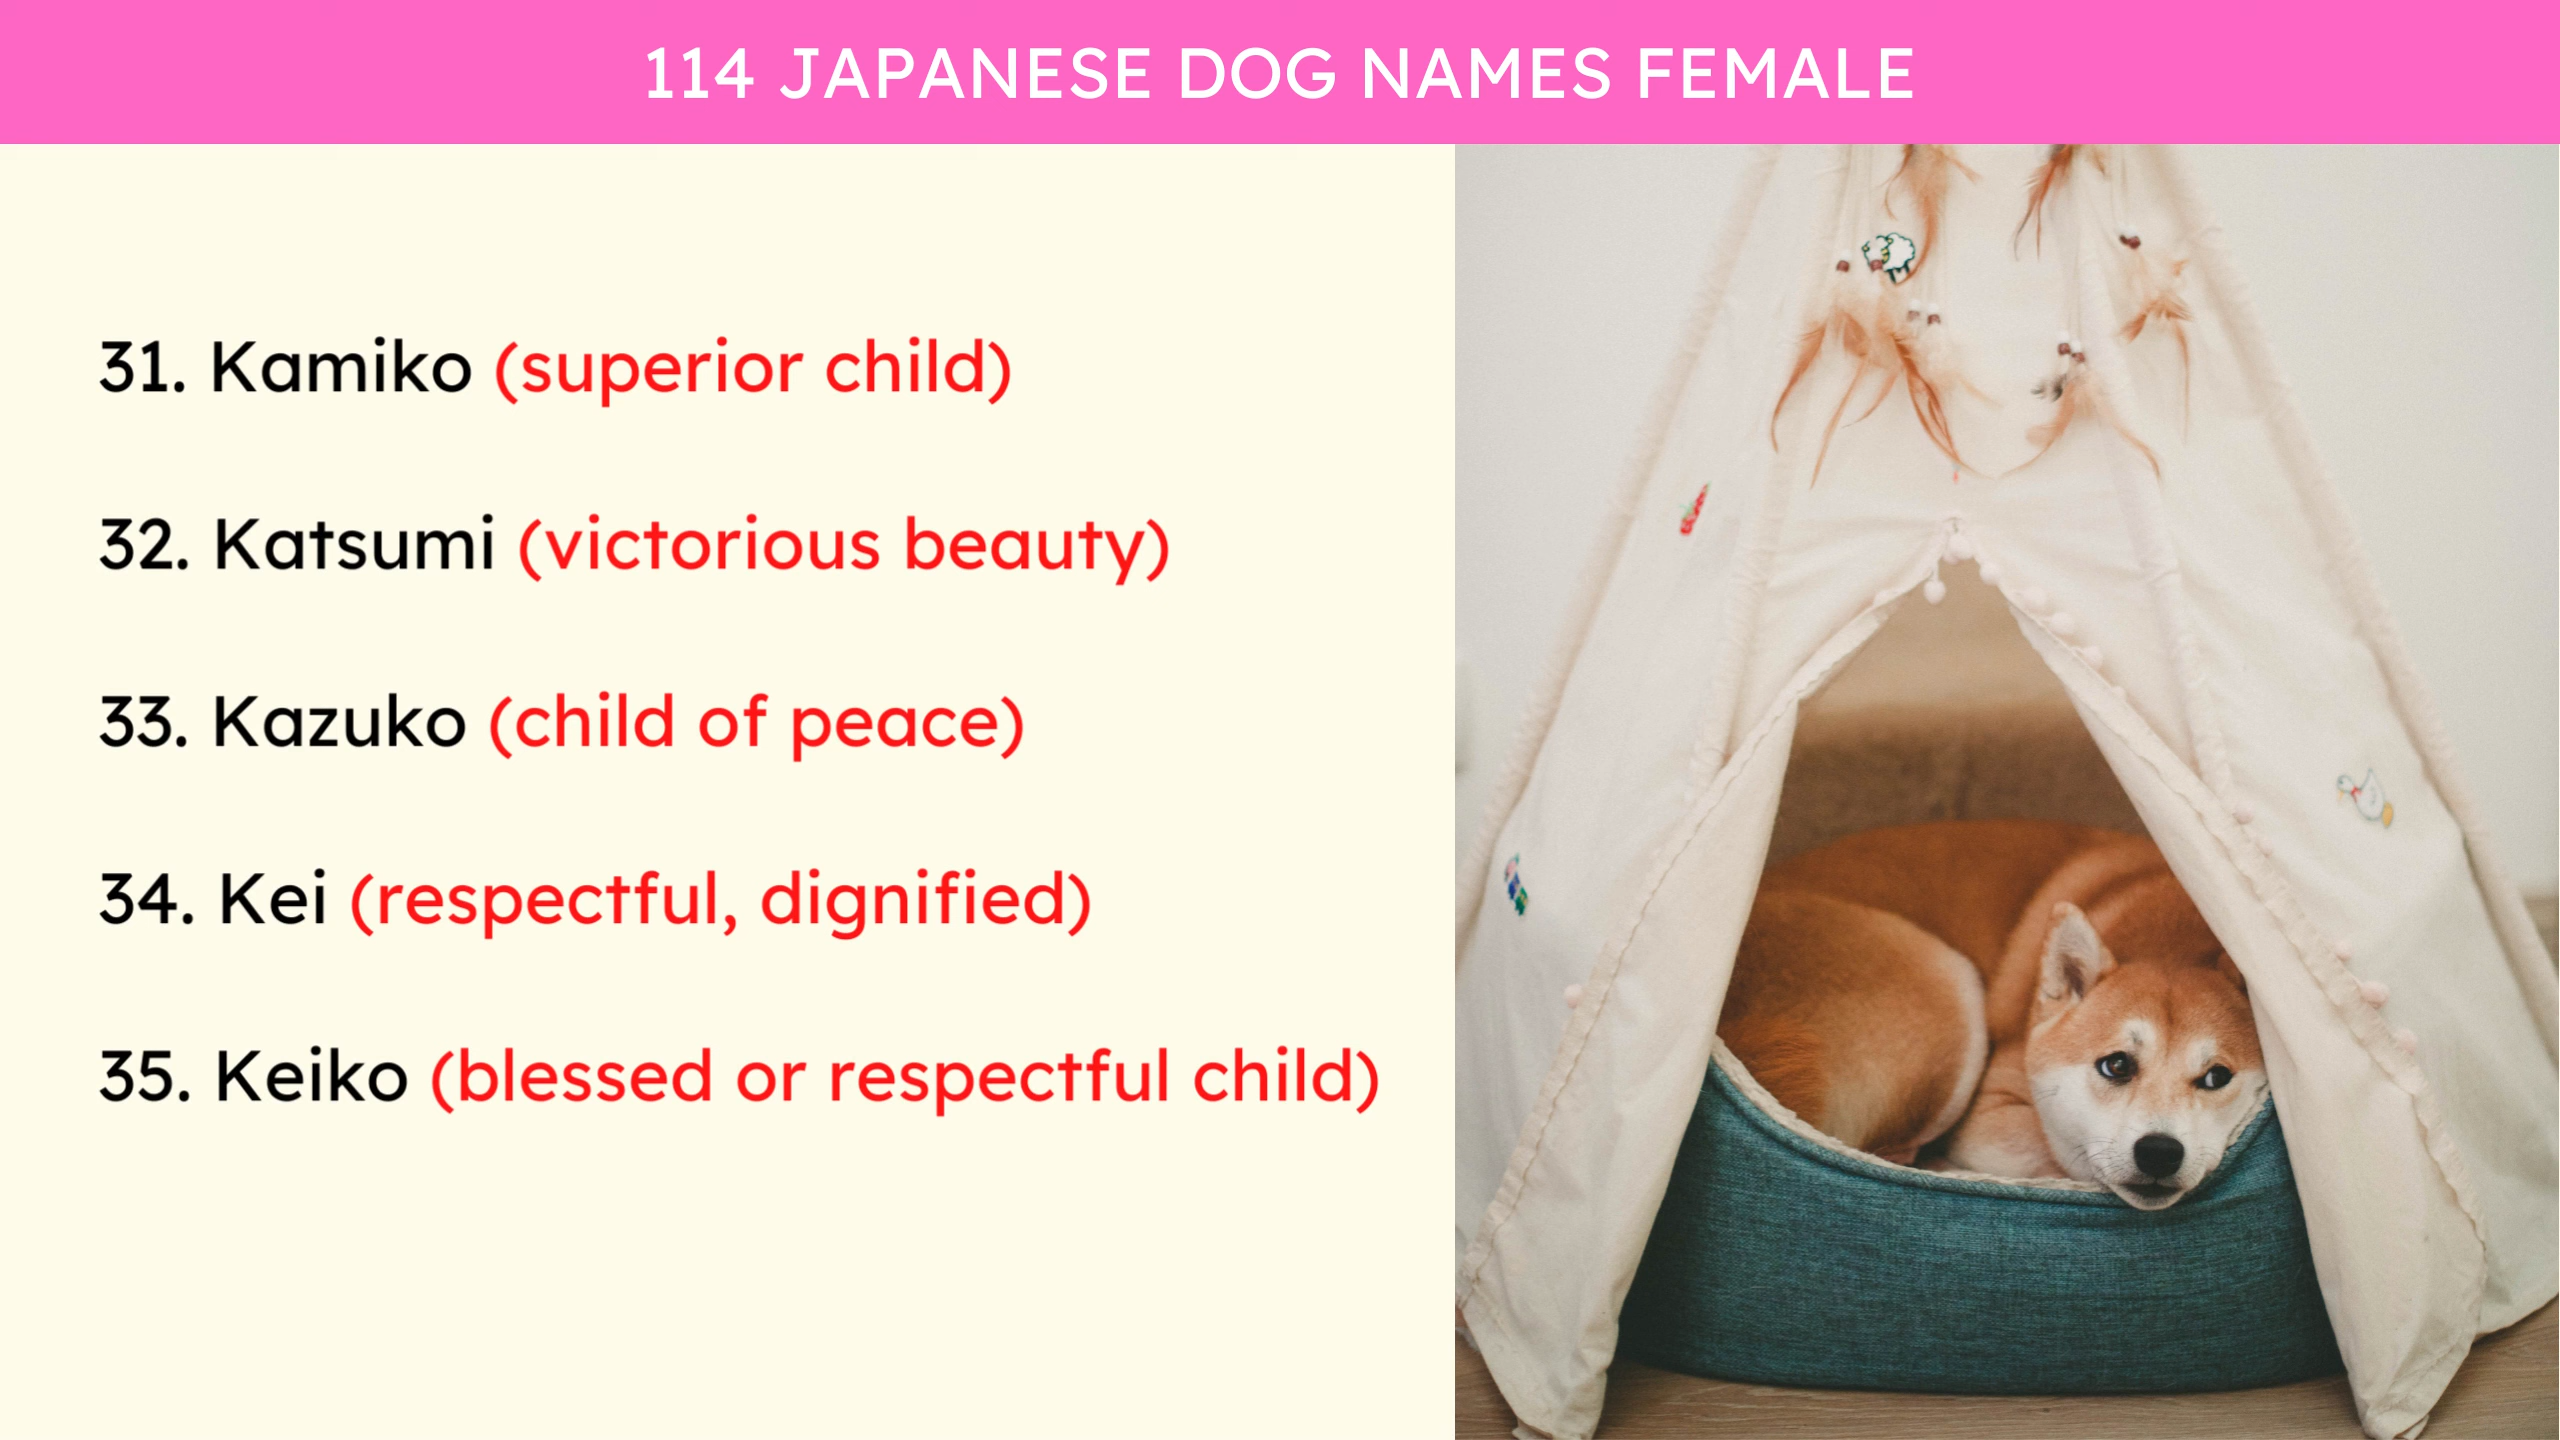 114 JAPANESE DOG NAMES FEMALE
31. Kamiko (superior child)
32. Katsumi (victorious beauty)
33. Kazuko (child of peace)
34. Kei (respectful, dignified)
35. Keiko (blessed or respectful child)